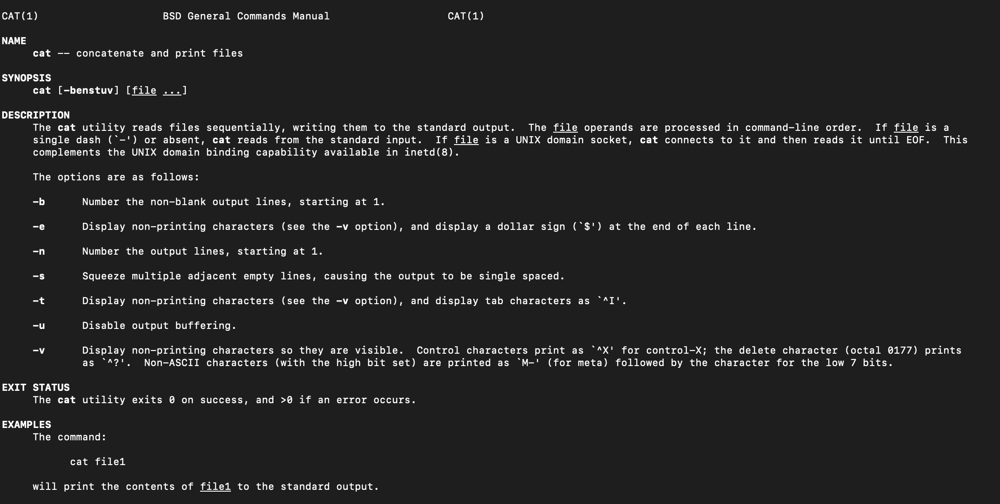 CAT(1)                    BSD General Commands Manual                   CAT(1)
NAME
cat -- concatenate and print files
SYNOPSIS
cat [-benstuv] [file ...]
DESCRIPTION
The cat utility reads files sequentially, writing them to the standard output.  The file operands are processed in command-line order.  If file is a
single dash (`-') or absent, cat reads from the standard input.  If file is a UNIX domain socket, cat connects to it and then reads it until EOF.  This
complements the UNIX domain binding capability available in inetd(8).
The options are as follows:
-b      Number the non-blank output lines, starting at 1.
-e      Display non-printing characters (see the -v option), and display a dollar sign (`$') at the end of each line.
-n      Number the output lines, starting at 1.
-s      Squeeze multiple adjacent empty lines, causing the output to be single spaced.
-t      Display non-printing characters (see the -v option), and display tab characters as `^I'.
-u      Disable output buffering.
-v      Display non-printing characters so they are visible.  Control characters print as `^X' for control-X; the delete character (octal 0177) prints
as `^?'.  Non-ASCII characters (with the high bit set) are printed as `M-' (for meta) followed by the character for the low 7 bits.
EXIT STATUS
The cat utility exits 0 on success, and >0 if an error occurs.
EXAMPLES
The command:
cat file1
will print the contents of file1 to the standard output.